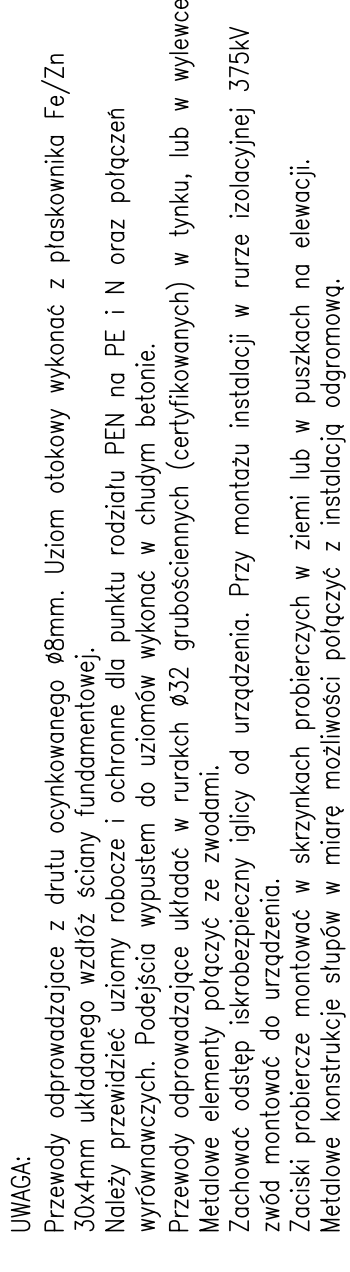 UWAGA:
Przewody odprowadzajace z drutu ocynkowanego ø8mm. Uziom otokowy wykonać z płaskownika Fe/Zn
30x4mm układanego wzdłóż ściany fundamentowej.
Należy przewidzieć uziomy robocze i ochronne dla punktu rodziału PEN na PE i N oraz połączeń
wyrównawczych. Podejścia wypustem do uziomów wykonać w chudym betonie.
Przewody odprowadzające układać w rurakch ø32 grubościennych (certyfikowanych) w tynku, lub w wylewce
Metalowe elementy połączyć ze zwodami.
Zachować odstęp iskrobezpieczny iglicy od urządzenia. Przy montażu instalacji w rurze izolacyjnej 375kV
zwód montować do urządzenia.
Zaciski probiercze montować w skrzynkach probierczych w ziemi lub w puszkach na elewacji.
Metalowe konstrukcje słupów w miarę możliwości połączyć z instalacją odgromową.